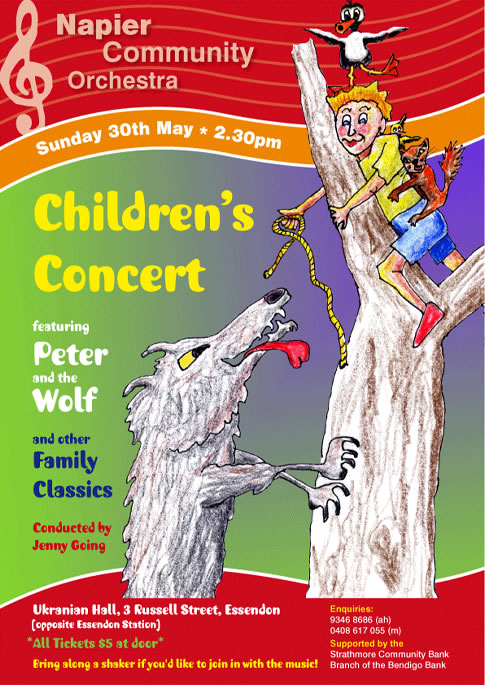 Napier
Community
Orchestra
Sunday 30th May * 2.30pm
Children's
Concert
featuring
Peter
and the
Wolf
and other
Family
Classics
Conducted by
Jenny Going
Ukranian Hall, 3 Russell Street, Essendon
(opposite Essendon Station)
*All Tickets $5 at door*
Bring along a shaker if you'd like to join in with the music!
Enquiries:
9346 8686 (ah)
0408 617 055 (m)
Supported by the
Strathmore Community Bank
Branch of the Bendigo Bank